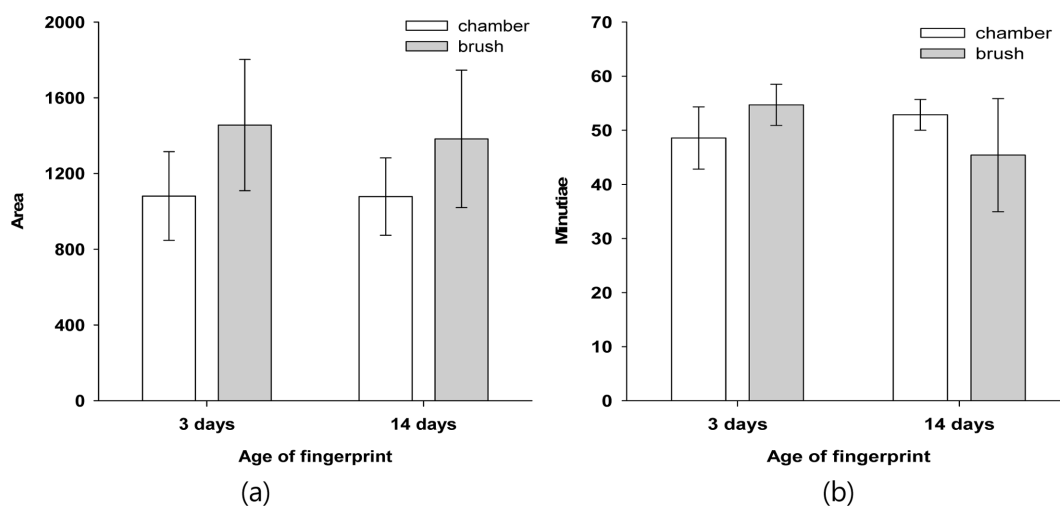 2000
1600
1200
800
400
0
Area
chamber
brush
3 days
14 days
Age of fingerprint
(a)
70
60
50
40
30
20
10
0
Minutiae
chamber
brush
3 days
14 days
Age of fingerprint
(b)